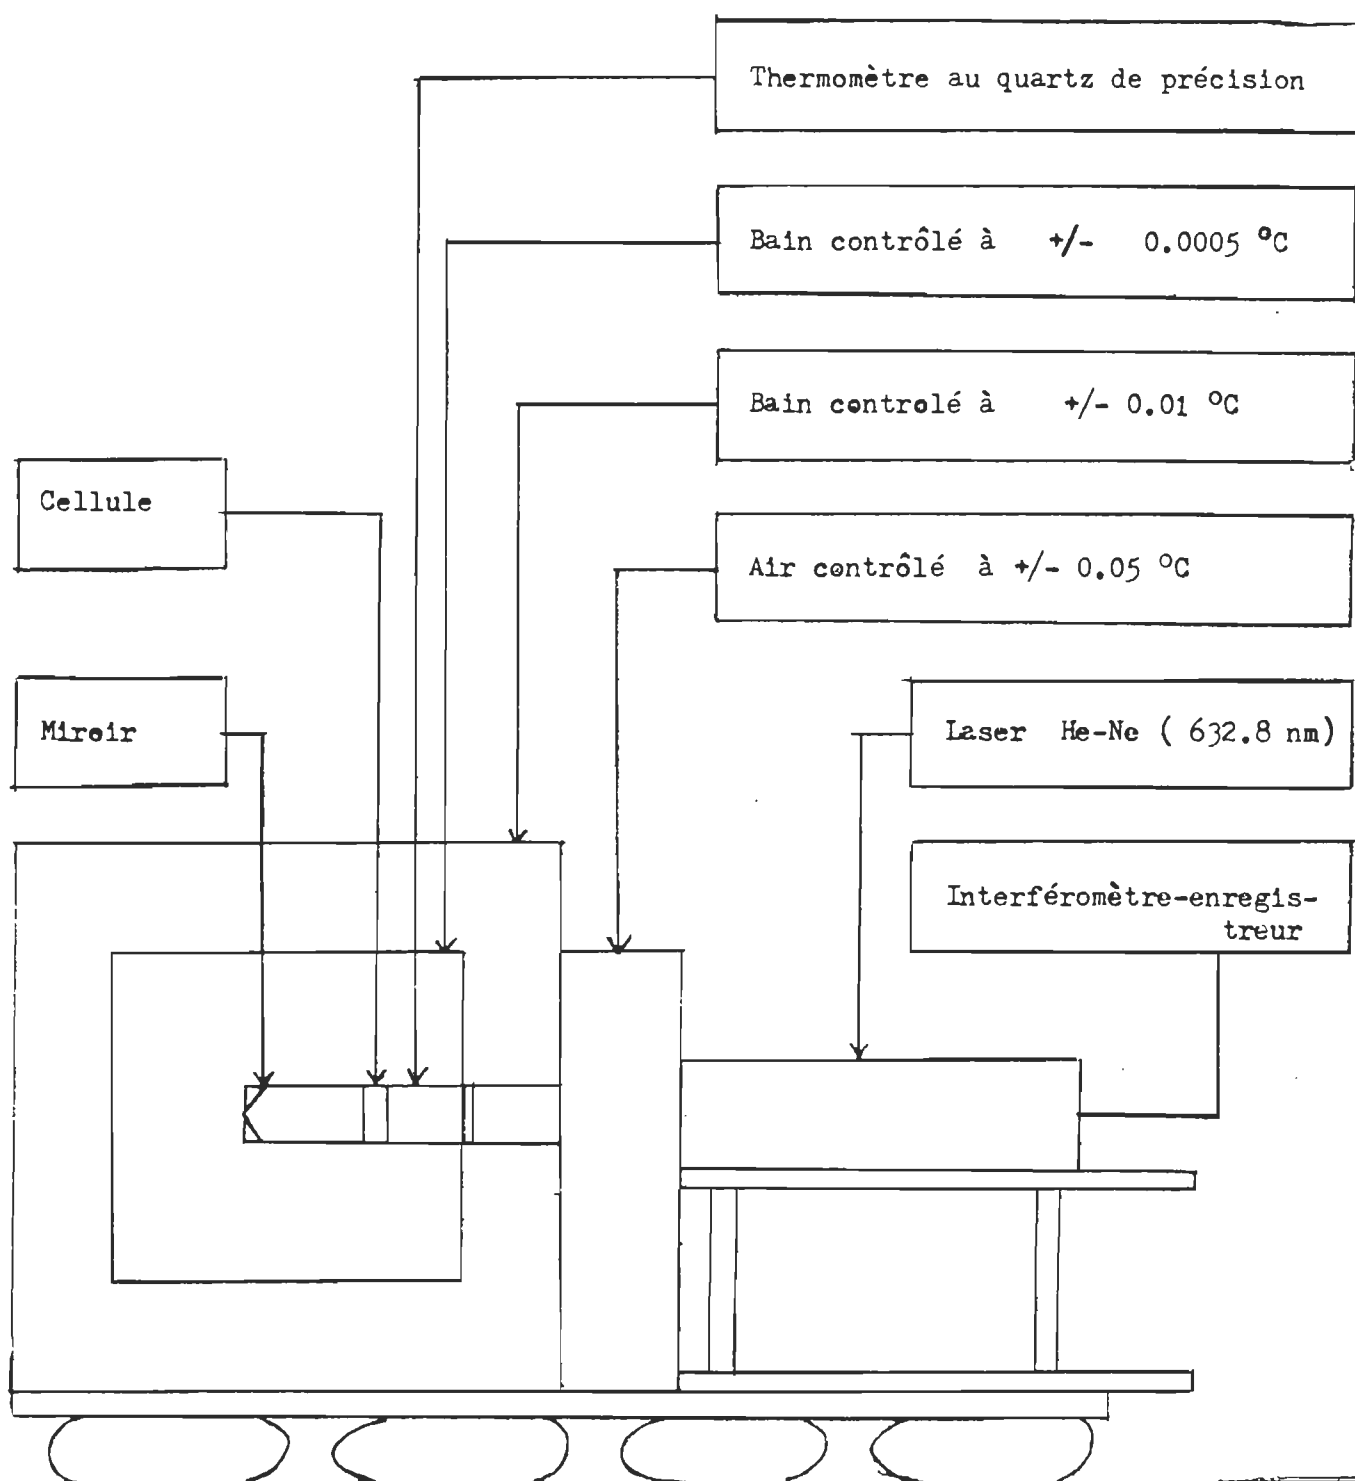 Thermomètre au quartz de précision
Bain contrôlé à +/- 0.0005 °C
Bain controlé à +/- 0.01 °C
Cellule
Air contrôlé à +/- 0.05 °C
Miroir
Laser He-Ne ( 632.8 nm)
Interféromètre-enregis-
treur